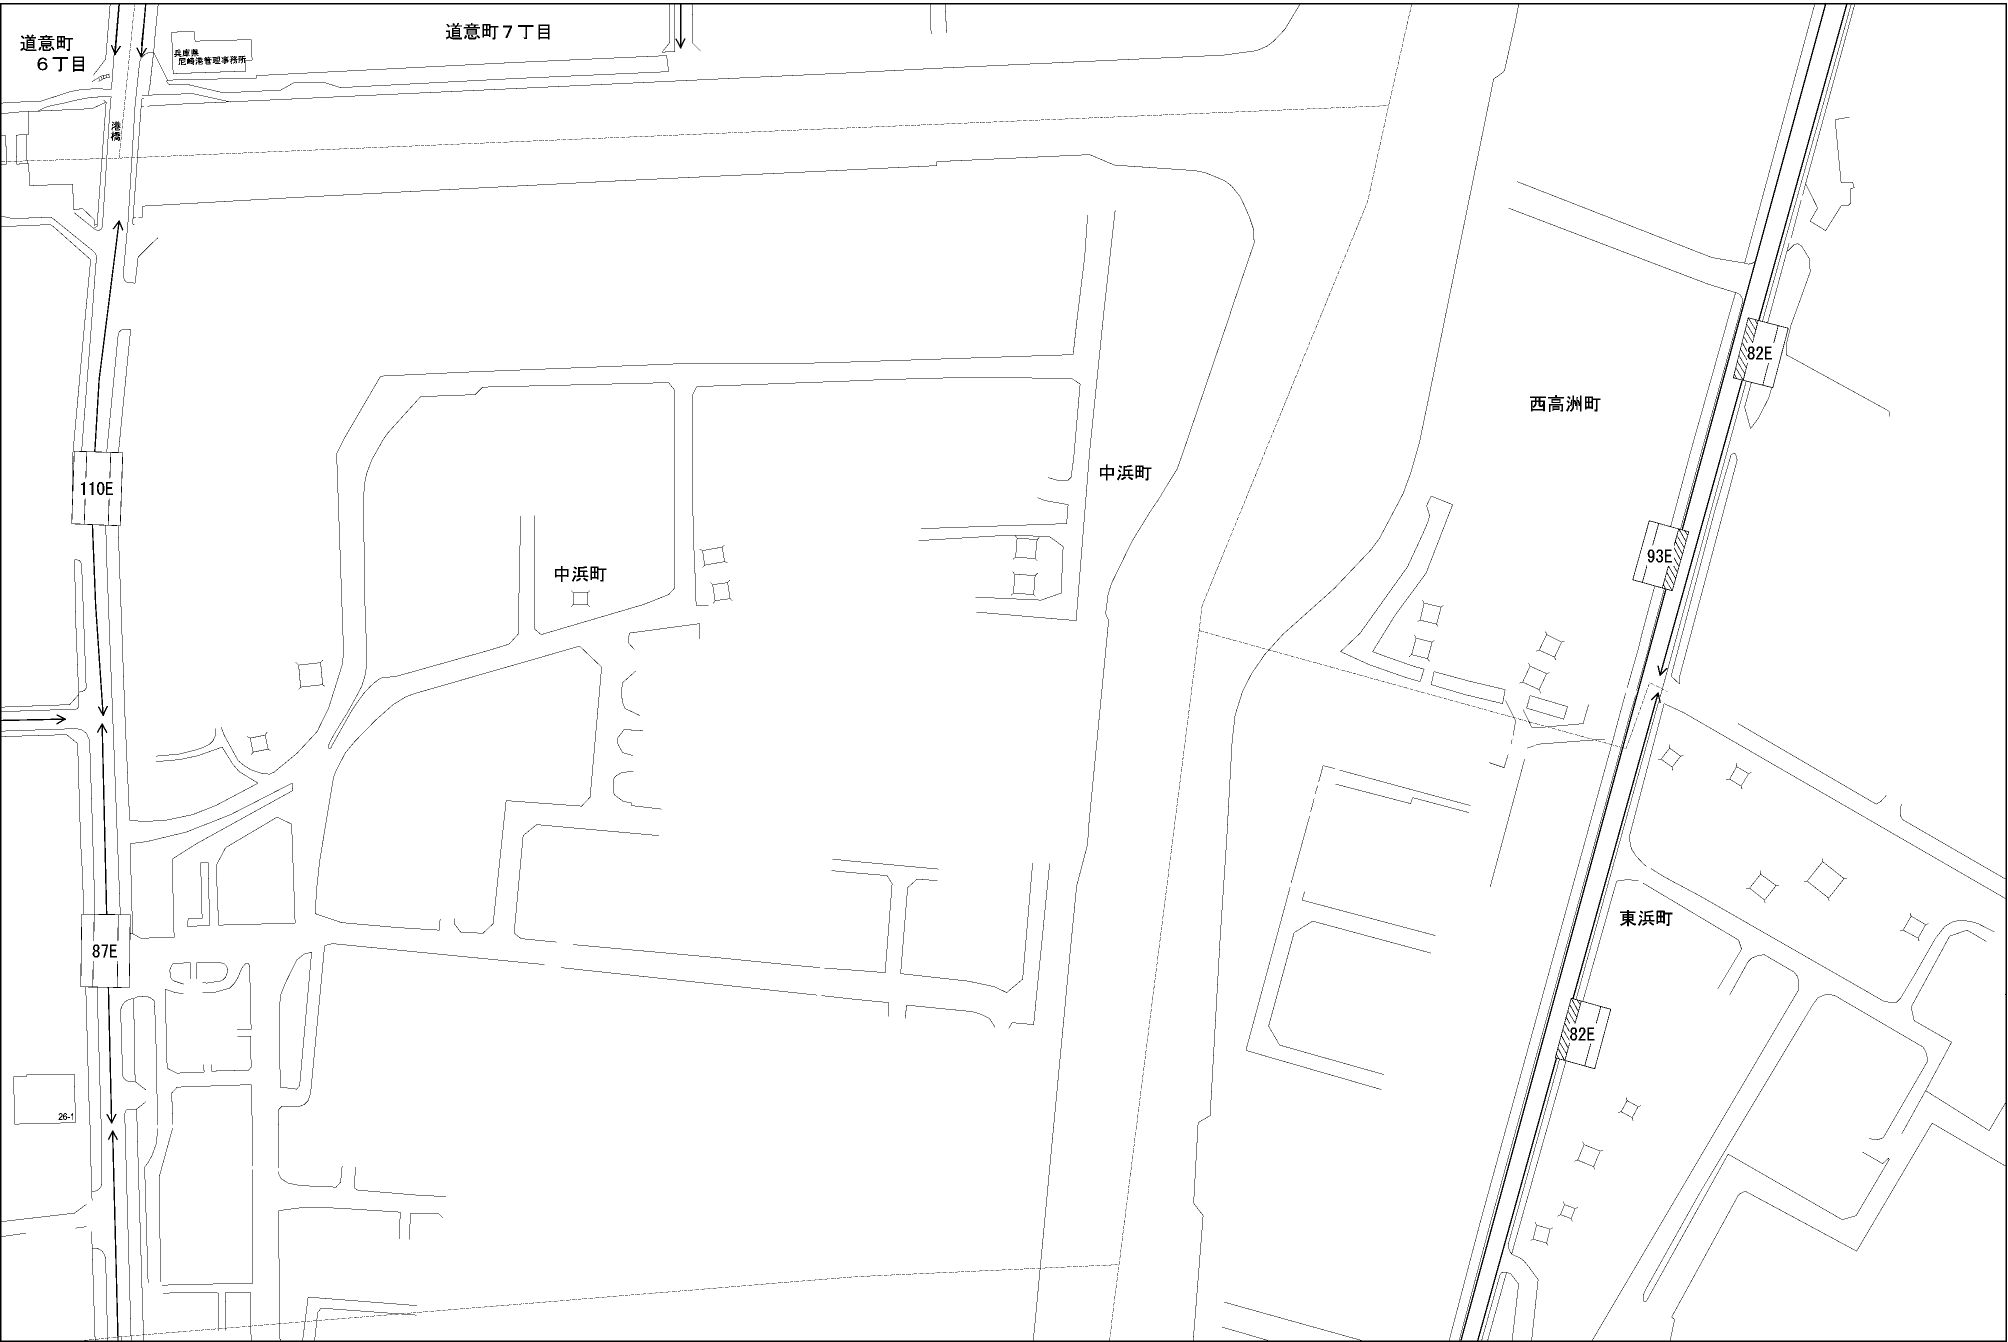 道意町
６丁目
兵庫県
尼崎港管理事務所
道意町７丁目
港橋
82E
西高洲町
中浜町
110E
93E
中浜町
東浜町
87E
82E
26-1